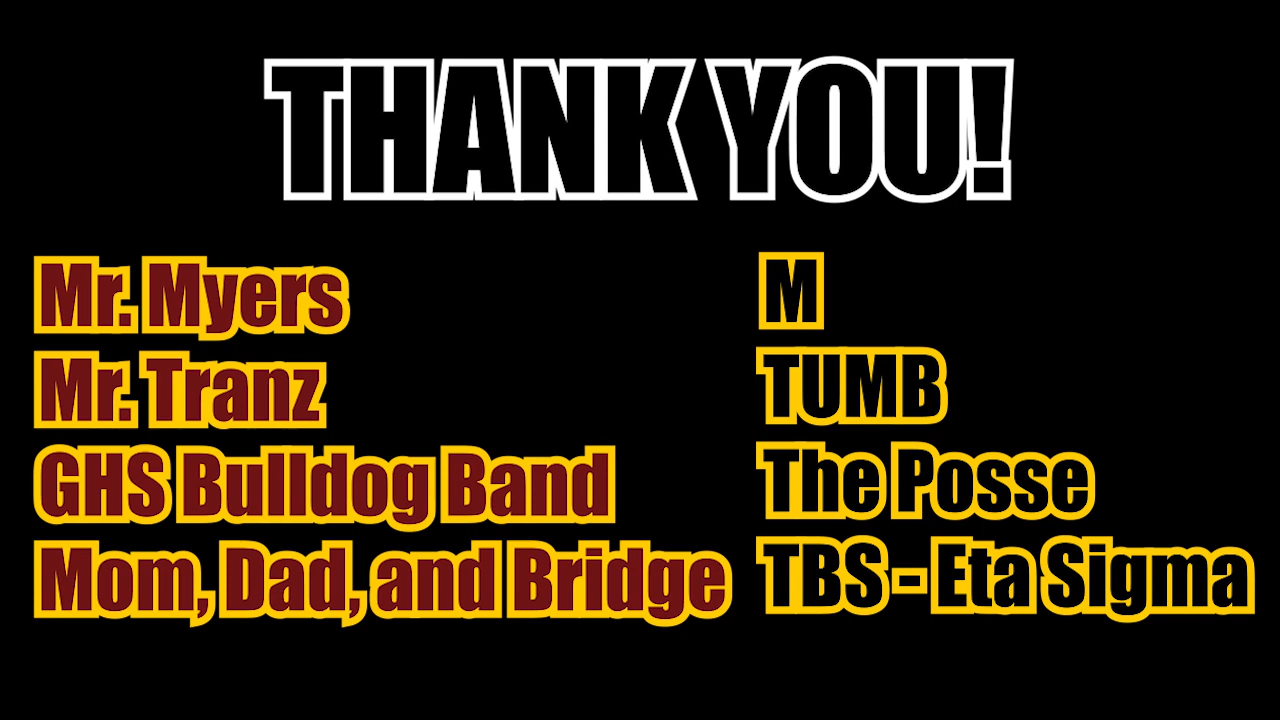 THANK YOU!
Mr. Myers
Mr. Tranz
GHS Bulldog Band
Mom, Dad, and Bridge
M
TUMB
The Posse
TBS - Eta Sigma